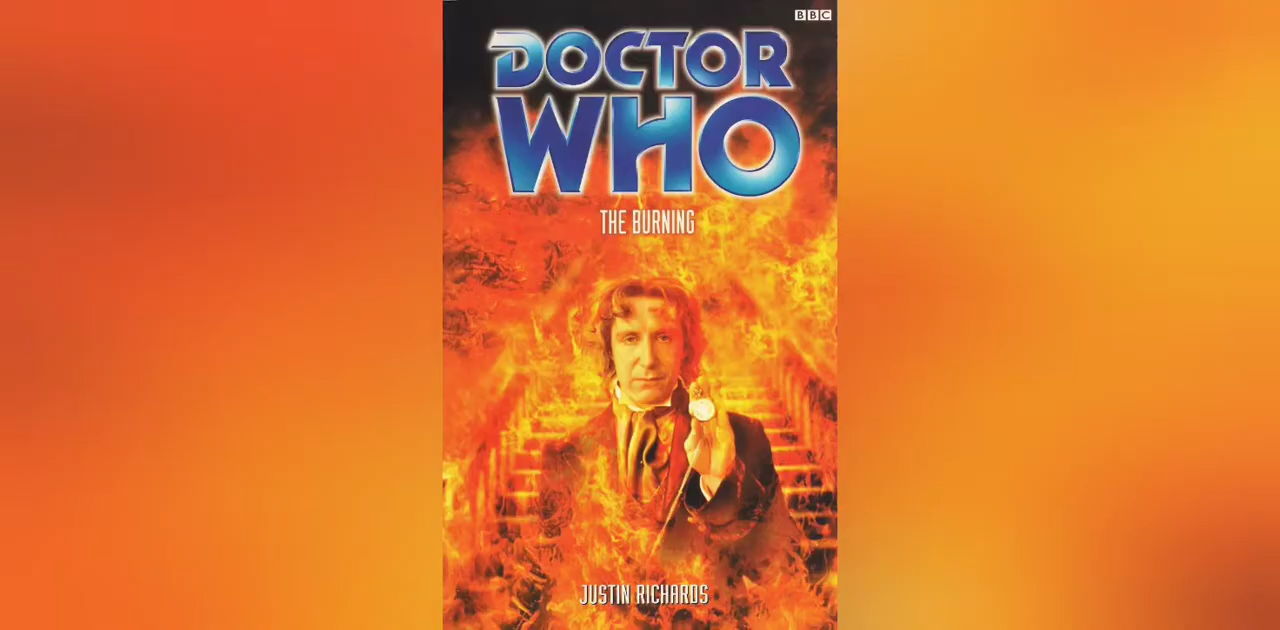 BBC
DOCTOR
WHO
THE BURNING
JUSTIN RICHARDS